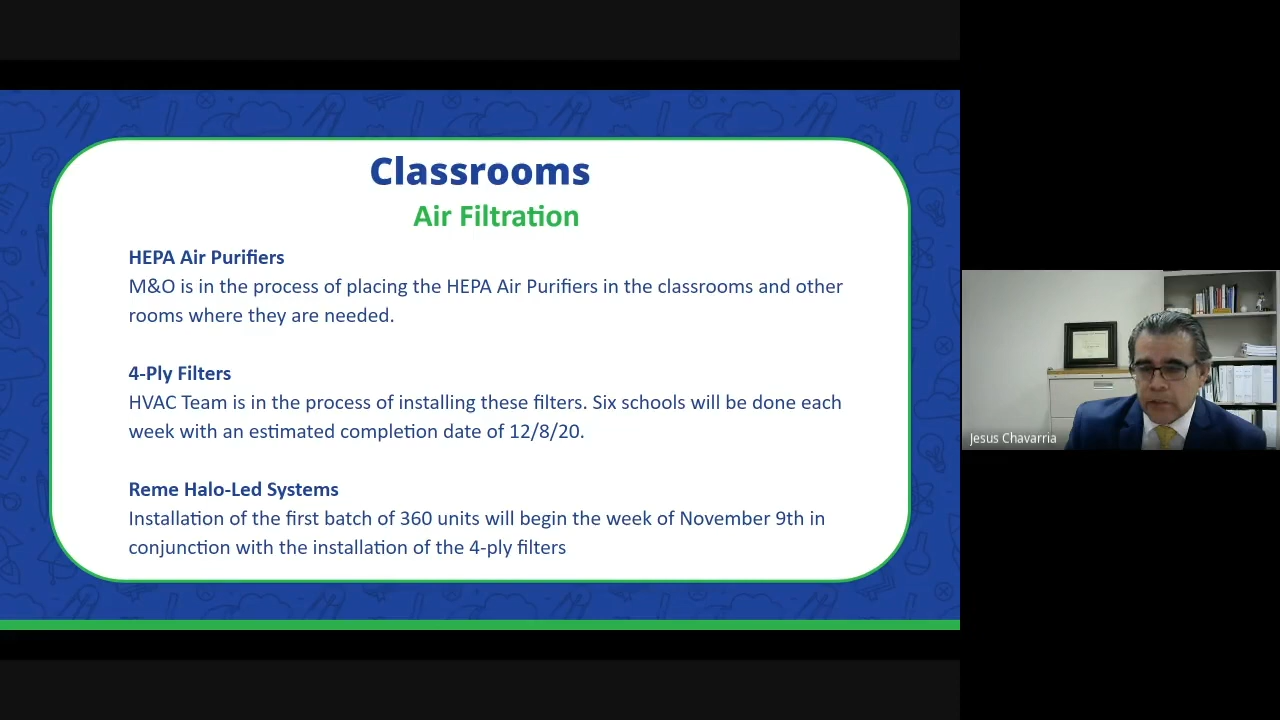 Classrooms
Air Filtration
HEPA Air Purifiers
M&O is in the process of placing the HEPA Air Purifiers in the classrooms and other
rooms where they are needed.
4-Ply Filters
HVAC Team is in the process of installing these filters. Six schools will be done each
week with an estimated completion date of 12/8/20.
Reme Halo-Led Systems
Installation of the first batch of 360 units will begin the week of November 9th in
conjunction with the installation of the 4-ply filters
Jesus Chavarria